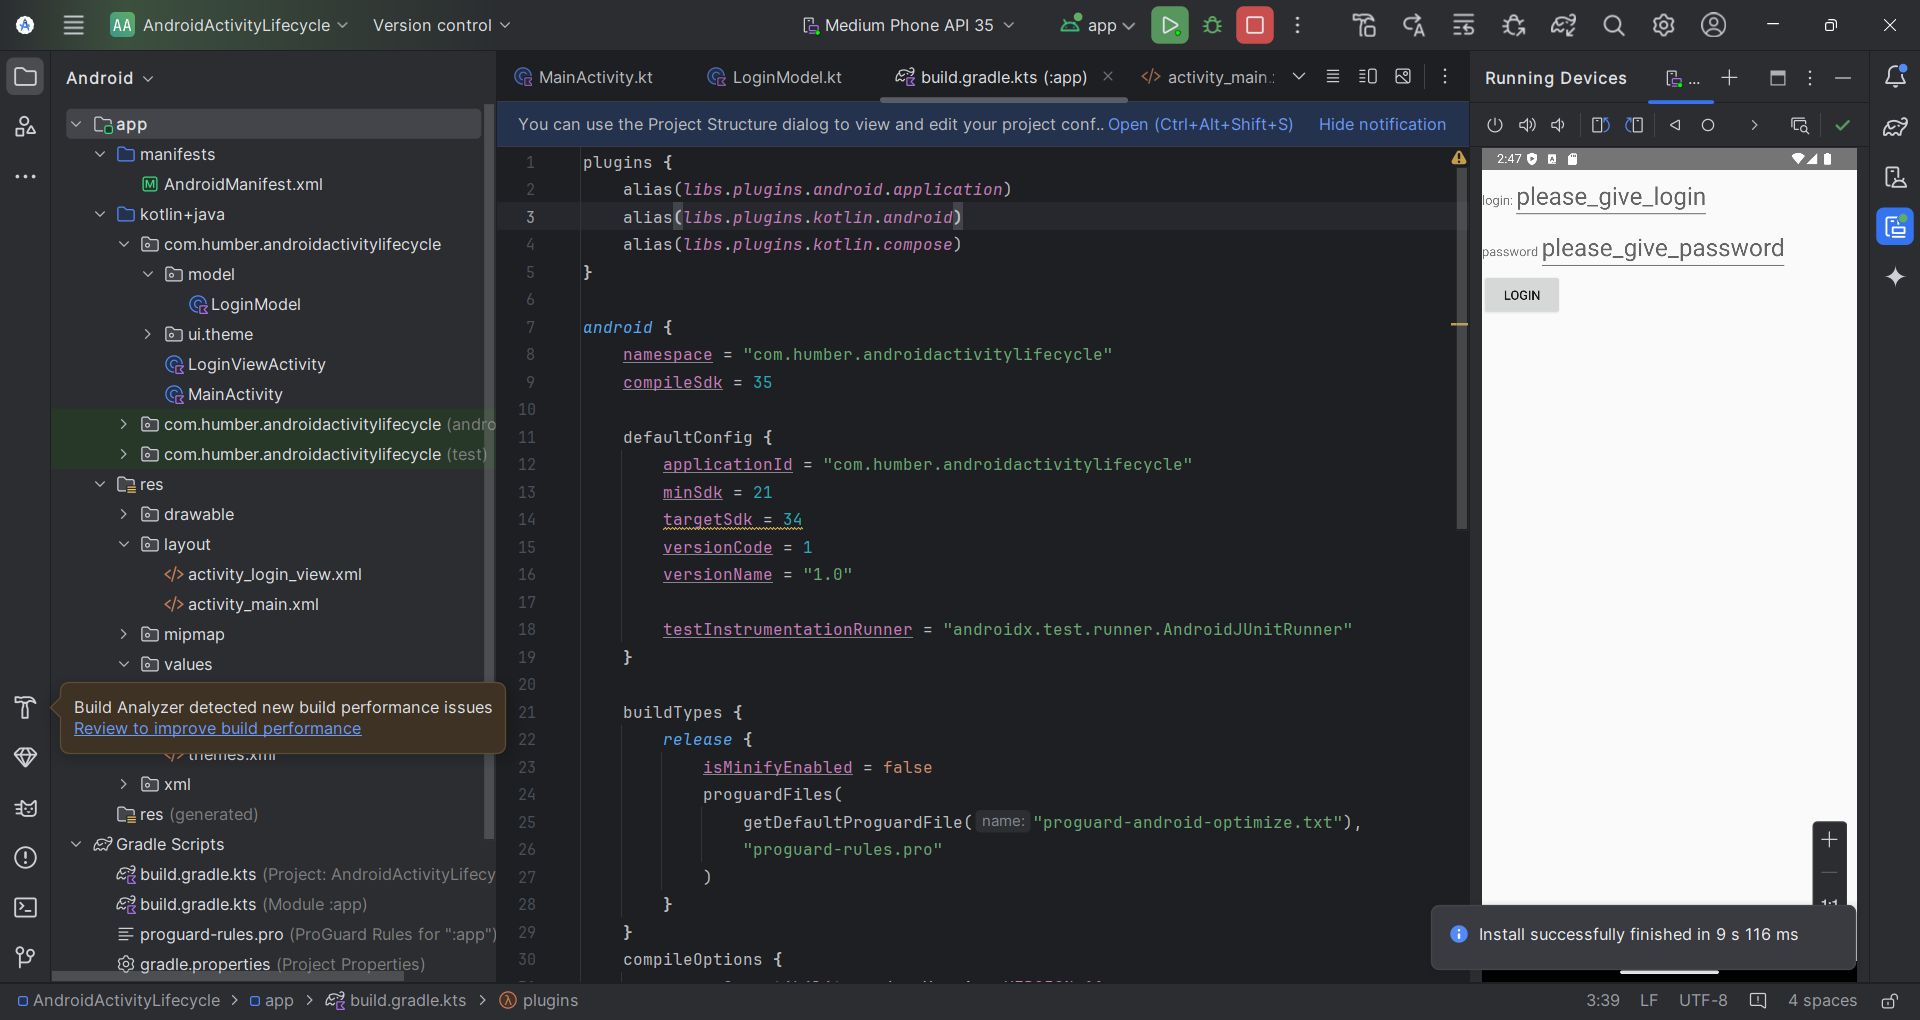 AA AndroidActivityLifecycle Version control Medium Phone API 35 app
Android
app
manifests
AndroidManifest.xml
kotlin+java
com.humber.androidactivitylifecycle
model
LoginModel
ui.theme
LoginViewActivity
MainActivity
com.humber.androidactivitylifecycle (andro
com.humber.androidactivitylifecycle (test)
res
drawable
layout
activity_login_view.xml
activity_main.xml
mipmap
values
Build Analyzer detected new build performance issues
Review to improve build performance
themes.xml
xml
res (generated)
Gradle Scripts
build.gradle.kts (Project: AndroidActivityLifecy
build.gradle.kts (Module :app)
proguard-rules.pro (ProGuard Rules for ":app")
gradle.properties (Project Properties)
MainActivity.kt LoginModel.kt build.gradle.kts (:app) activity_main.
You can use the Project Structure dialog to view and edit your project conf.. Open (Ctrl+Alt+Shift+S) Hide notification
1 plugins {
2 alias(libs.plugins.android.application)
3 alias(libs.plugins.kotlin.android)
4 alias(libs.plugins.kotlin.compose)
5 }
6
7 android {
8 namespace = "com.humber.androidactivitylifecycle"
9 compileSdk = 35
10
11 defaultConfig {
12 applicationId = "com.humber.androidactivitylifecycle"
13 minSdk = 21
14 targetSdk = 34
15 versionCode = 1
16 versionName = "1.0"
17
18 testInstrumentationRunner = "androidx.test.runner.AndroidJUnitRunner"
19 }
20
21 buildTypes {
22 release {
23 isMinifyEnabled = false
24 proguardFiles(
25 getDefaultProguardFile( name: "proguard-android-optimize.txt"),
26 "proguard-rules.pro"
27 )
28 }
29 }
30 compileOptions {
Running Devices ...
2:47
login: please_give_login
password please_give_password
LOGIN
1:1
Install successfully finished in 9 s 116 ms
AndroidActivityLifecycle > app > build.gradle.kts > plugins
3:39 LF UTF-8 4 spaces